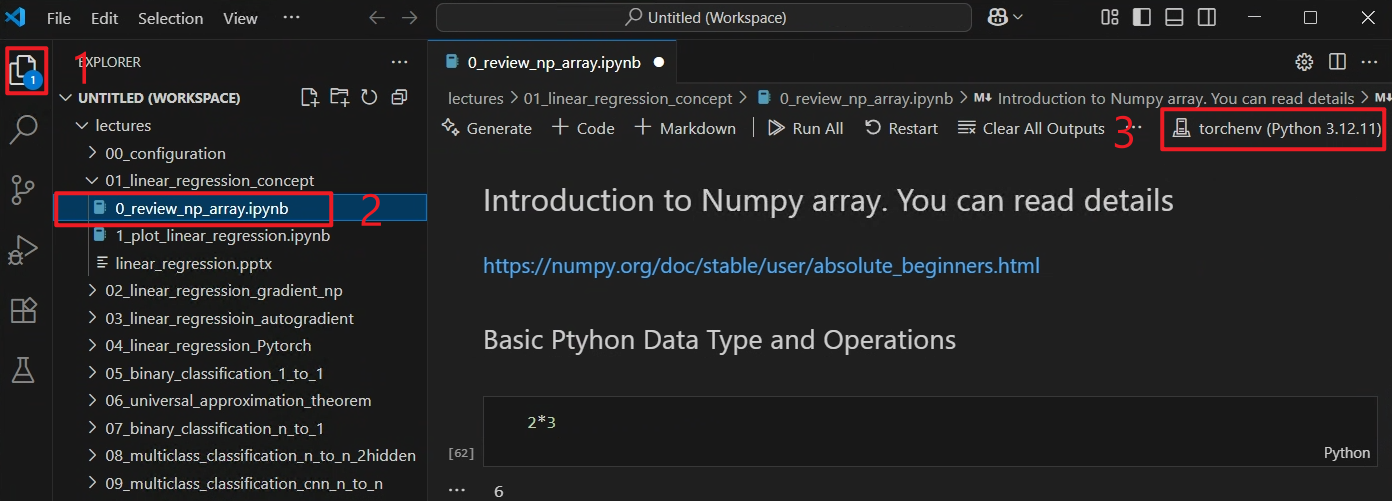 File Edit Selection View ··· Untitled (Workspace)
1
1 EXPLORER ···
UNTITLED (WORKSPACE)
lectures
00_configuration
01_linear_regression_concept
0_review_np_array.ipynb 2
1_plot_linear_regression.ipynb
linear_regression.pptx
02_linear_regression_gradient_np
03_linear_regressioin_autogradient
04_linear_regression_Pytorch
05_binary_classification_1_to_1
06_universal_approximation_theorem
07_binary_classification_n_to_1
08_multiclass_classification_n_to_n_2hidden
09_multiclass_classification_cnn_n_to_n
0_review_np_array.ipynb ● ···
lectures > 01_linear_regression_concept > 0_review_np_array.ipynb > M↓ Introduction to Numpy array. You can read details > M↓
Generate + Code + Markdown | Run All Restart Clear All Outputs ··· 3 torchenv (Python 3.12.11)
Introduction to Numpy array. You can read details
https://numpy.org/doc/stable/user/absolute_beginners.html
Basic Ptyhon Data Type and Operations
2*3
[62] Python
··· 6